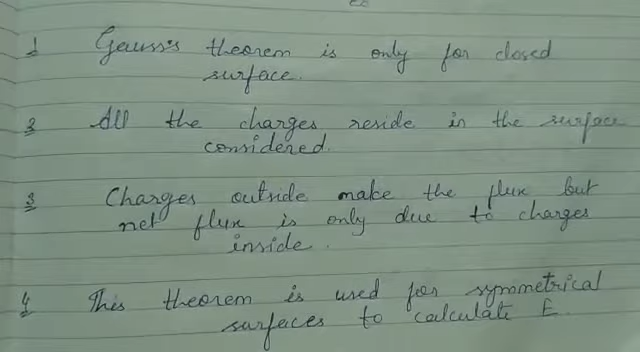 1 Gauss's theorem is only for closed
surface.
2 All the charges reside in the surface
considered.
3 Charges outside make the flux but
net flux is only due to charges
inside.
4 This theorem is used for symmetrical
surfaces to calculate E.